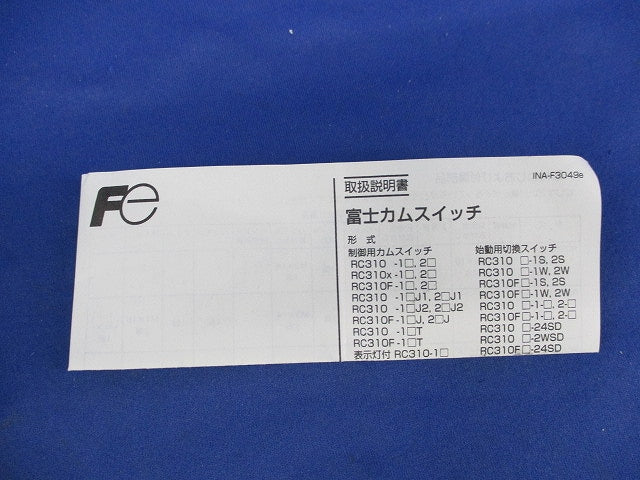 Fe
INA-F3049e
取扱説明書
富士カムスイッチ
形 式
制御用カムスイッチ
RC310 -1□, 2□
RC310x -1□, 2□
RC310F -1□, 2□
RC310 -1□J1, 2□J1
RC310 -1□J2, 2□J2
RC310F -1□J, 2□J
RC310 -1□T
RC310F -1□T
表示灯付 RC310-1□
始動用切換スイッチ
RC310 □-1S, 2S
RC310 □-1W, 2W
RC310F□-1S, 2S
RC310F□-1W, 2W
RC310 □-1-□, 2-□
RC310F□-1-□, 2-□
RC310 □-24SD
RC310 □-2WSD
RC310F□-24SD